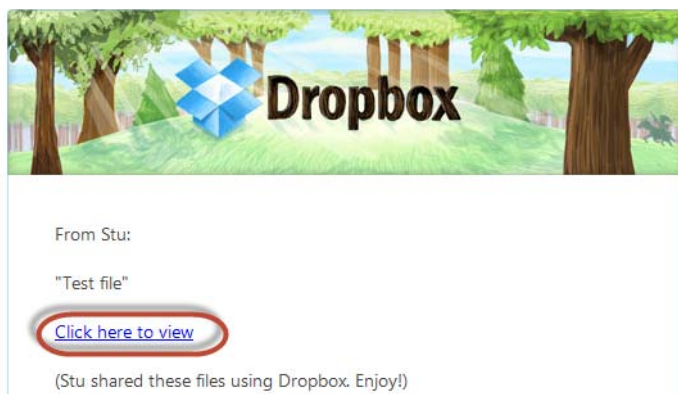 Dropbox
From Stu:
"Test file"
Click here to view
(Stu shared these files using Dropbox. Enjoy!)